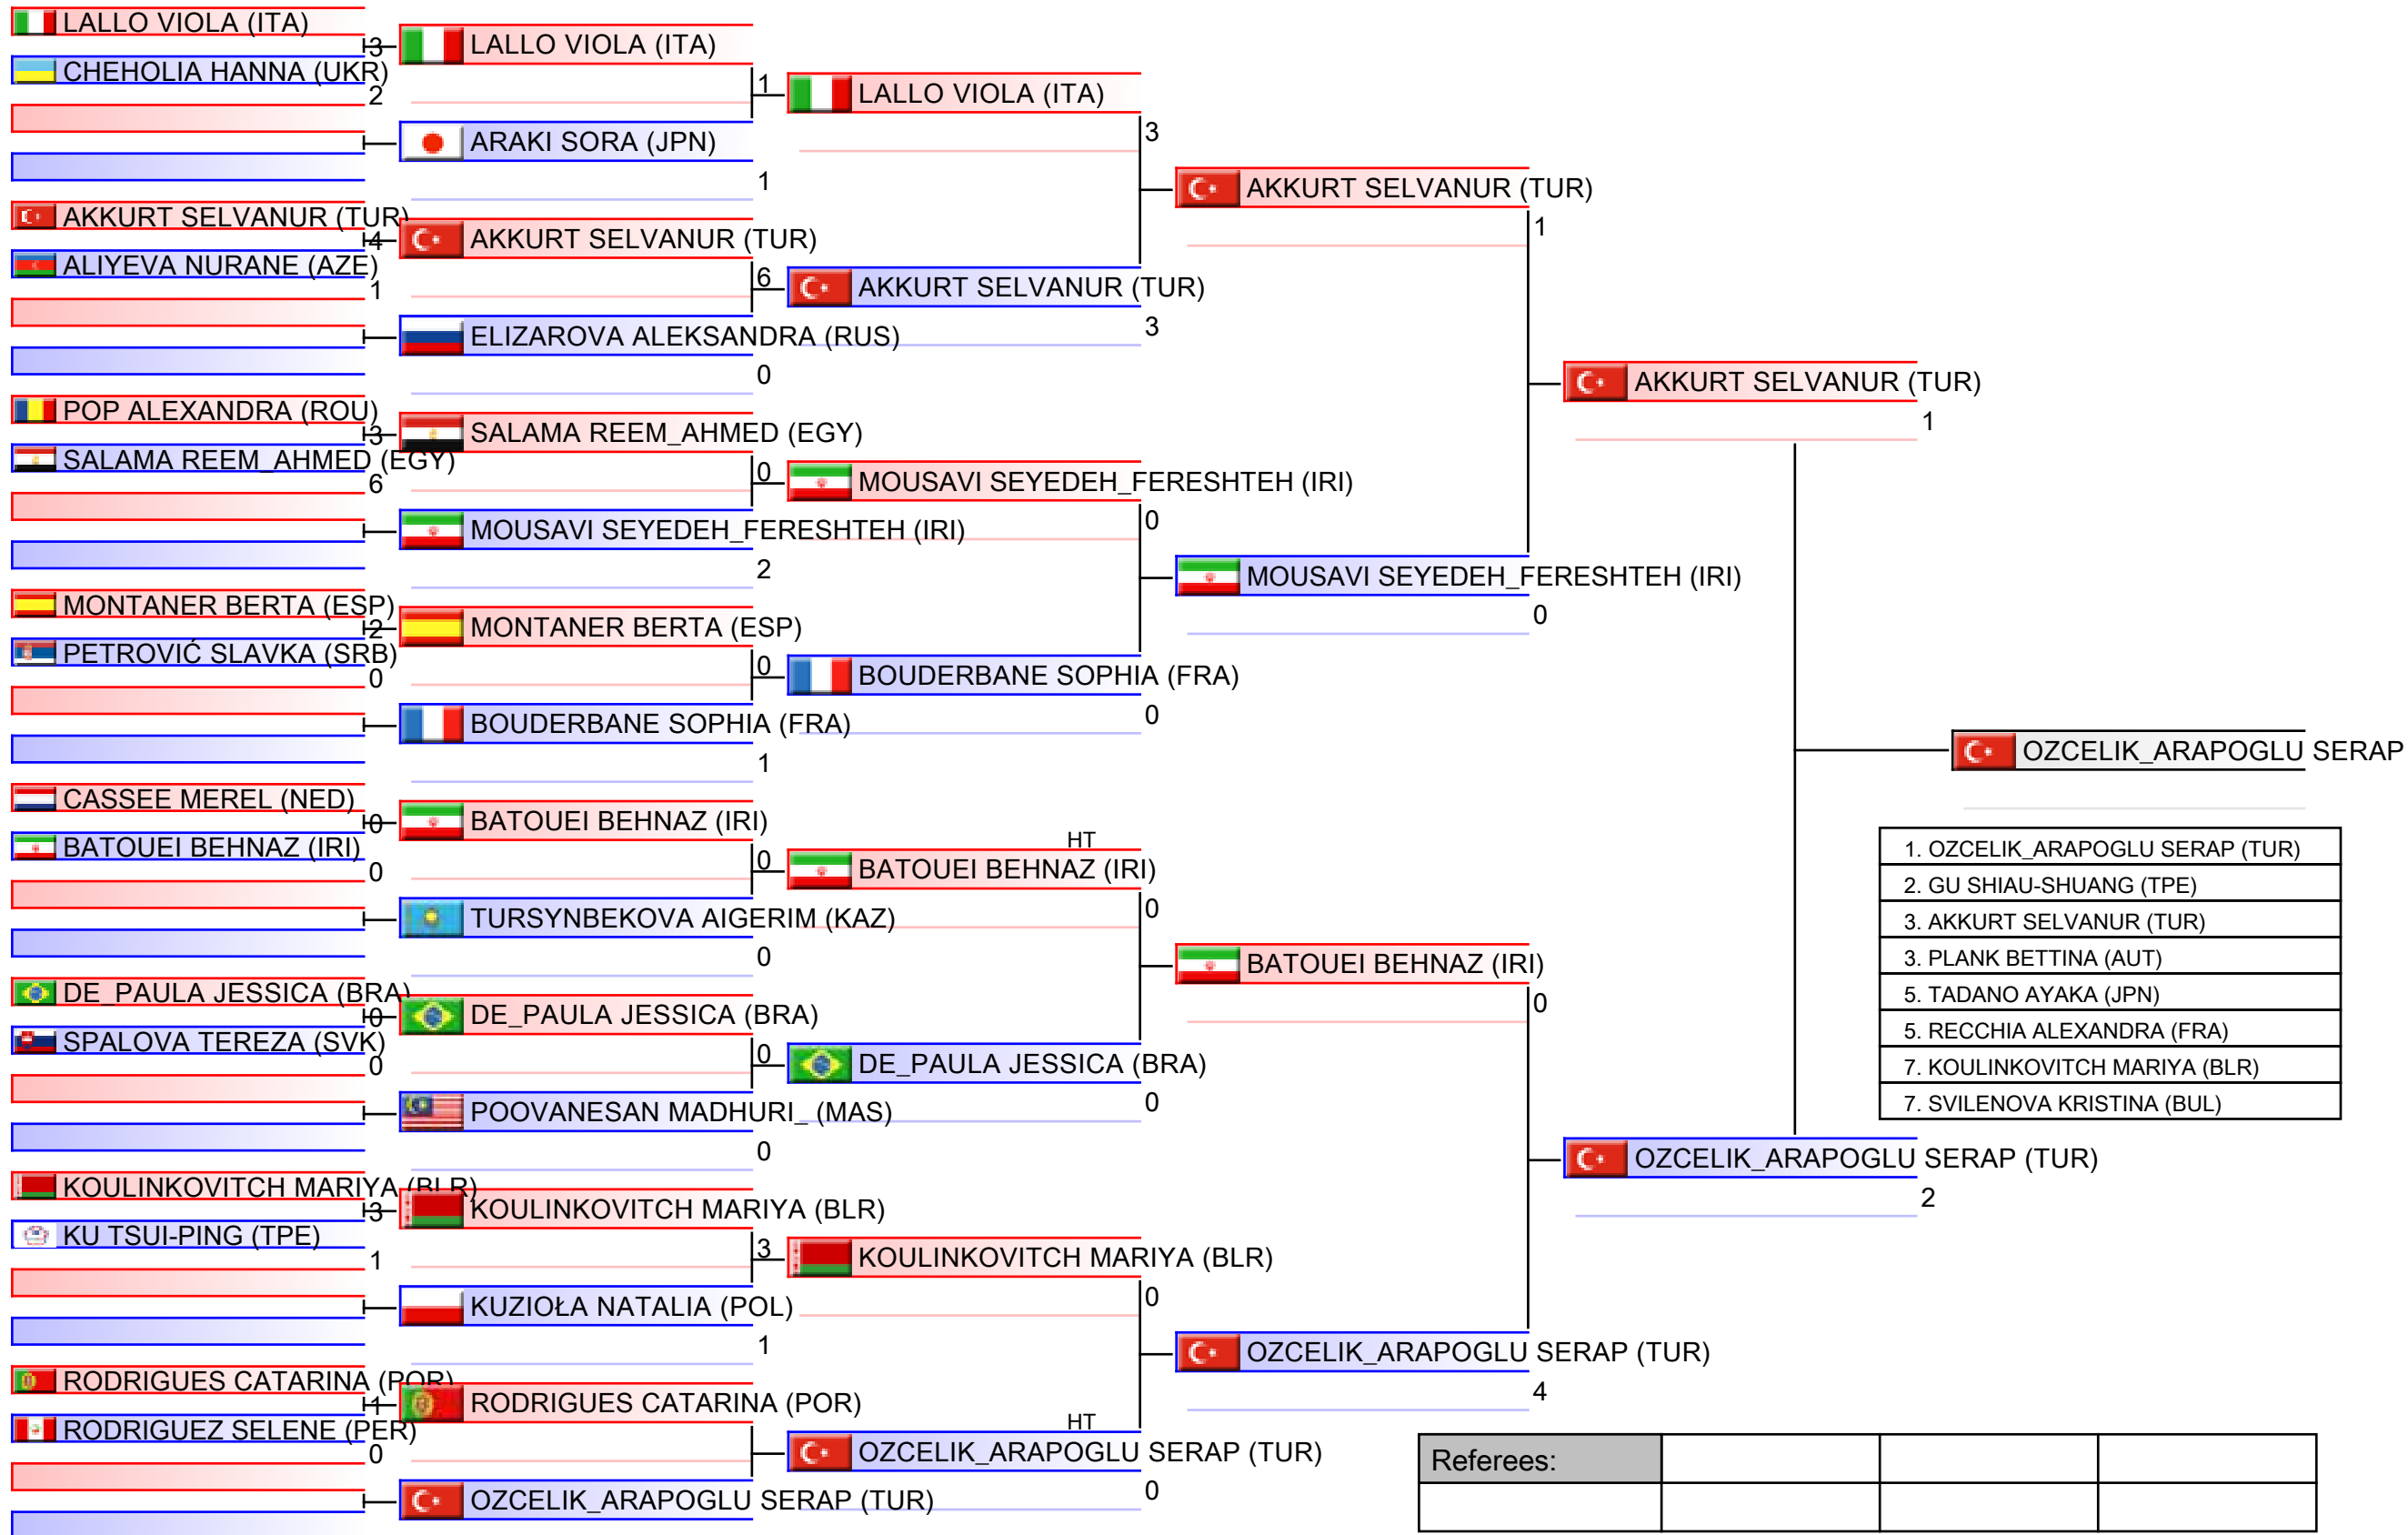 LALLO VIOLA (ITA)
3
CHEHOLIA HANNA (UKR)
2
AKKURT SELVANUR (TUR)
4
ALIYEVA NURANE (AZE)
1
POP ALEXANDRA (ROU)
3
SALAMA REEM_AHMED (EGY)
6
MONTANER BERTA (ESP)
2
PETROVIĆ SLAVKA (SRB)
0
CASSEE MEREL (NED)
0
BATOUEI BEHNAZ (IRI)
0
DE_PAULA JESSICA (BRA)
0
SPALOVA TEREZA (SVK)
0
KOULINKOVITCH MARIYA (BLR)
3
KU TSUI-PING (TPE)
1
RODRIGUES CATARINA (POR)
1
RODRIGUEZ SELENE (PER)
0
LALLO VIOLA (ITA)
1
ARAKI SORA (JPN)
1
AKKURT SELVANUR (TUR)
6
ELIZAROVA ALEKSANDRA (RUS)
0
SALAMA REEM_AHMED (EGY)
0
MOUSAVI SEYEDEH_FERESHTEH (IRI)
2
MONTANER BERTA (ESP)
0
BOUDERBANE SOPHIA (FRA)
1
BATOUEI BEHNAZ (IRI)
0
TURSYNBEKOVA AIGERIM (KAZ)
0
DE_PAULA JESSICA (BRA)
0
POOVANESAN MADHURI_ (MAS)
0
KOULINKOVITCH MARIYA (BLR)
3
KUZIOŁA NATALIA (POL)
1
RODRIGUES CATARINA (POR)
OZCELIK_ARAPOGLU SERAP (TUR)
LALLO VIOLA (ITA)
3
AKKURT SELVANUR (TUR)
3
MOUSAVI SEYEDEH_FERESHTEH (IRI)
0
BOUDERBANE SOPHIA (FRA)
0
HT
BATOUEI BEHNAZ (IRI)
0
DE_PAULA JESSICA (BRA)
0
KOULINKOVITCH MARIYA (BLR)
0
HT
OZCELIK_ARAPOGLU SERAP (TUR)
0
AKKURT SELVANUR (TUR)
1
MOUSAVI SEYEDEH_FERESHTEH (IRI)
0
BATOUEI BEHNAZ (IRI)
0
OZCELIK_ARAPOGLU SERAP (TUR)
4
AKKURT SELVANUR (TUR)
1
OZCELIK_ARAPOGLU SERAP (TUR)
2
OZCELIK_ARAPOGLU SERAP
1. OZCELIK_ARAPOGLU SERAP (TUR)
2. GU SHIAU-SHUANG (TPE)
3. AKKURT SELVANUR (TUR)
3. PLANK BETTINA (AUT)
5. TADANO AYAKA (JPN)
5. RECCHIA ALEXANDRA (FRA)
7. KOULINKOVITCH MARIYA (BLR)
7. SVILENOVA KRISTINA (BUL)
Referees: